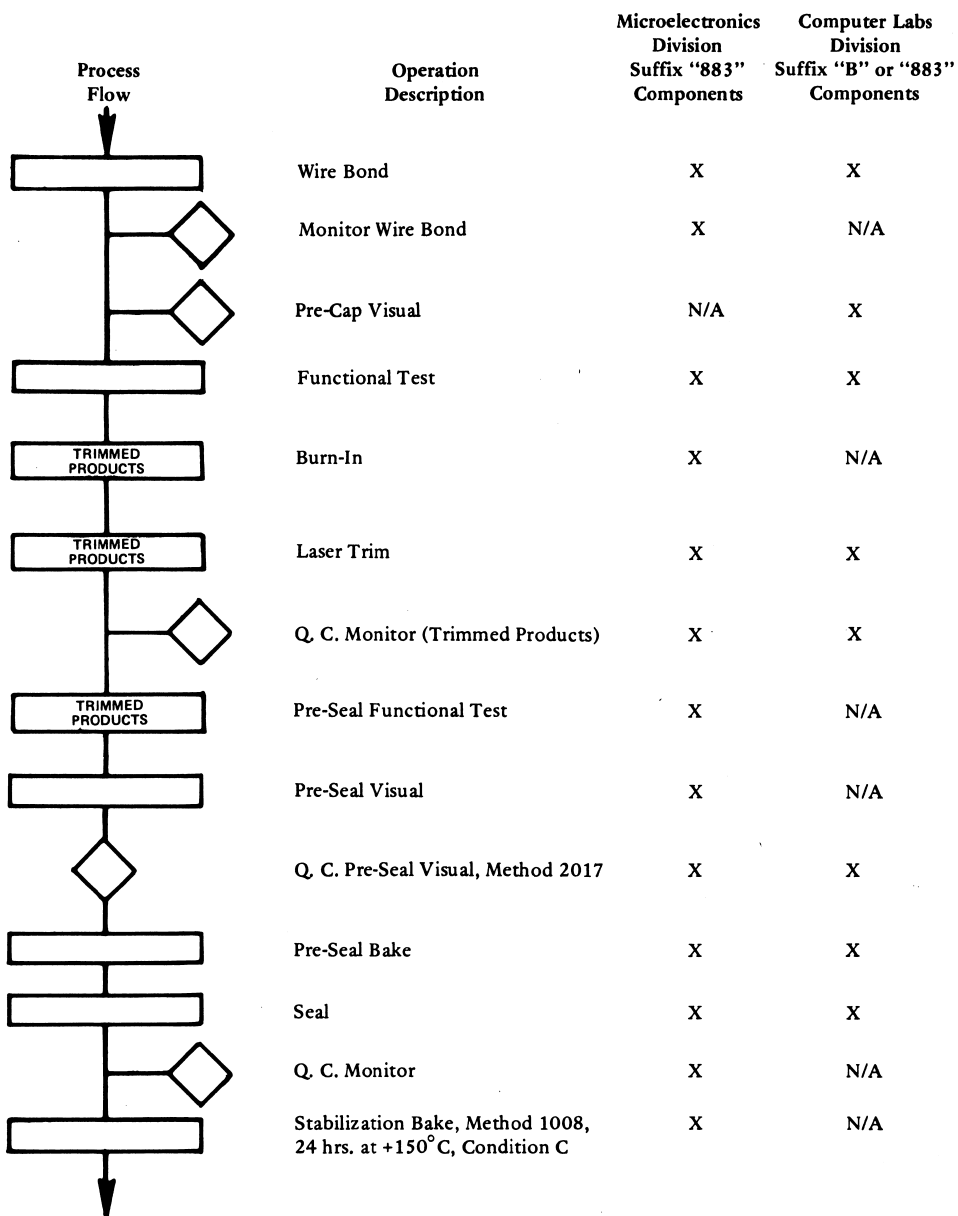 Process
Flow
Operation
Description
Microelectronics
Division
Suffix “883”
Components
Computer Labs
Division
Suffix “B” or “883”
Components
Wire Bond X X
Monitor Wire Bond X N/A
Pre-Cap Visual N/A X
Functional Test X X
TRIMMED
PRODUCTS
Burn-In X N/A
TRIMMED
PRODUCTS
Laser Trim X X
Q. C. Monitor (Trimmed Products) X X
TRIMMED
PRODUCTS
Pre-Seal Functional Test X N/A
Pre-Seal Visual X N/A
Q. C. Pre-Seal Visual, Method 2017 X X
Pre-Seal Bake X X
Seal X X
Q. C. Monitor X N/A
Stabilization Bake, Method 1008, X N/A
24 hrs. at +150°C, Condition C